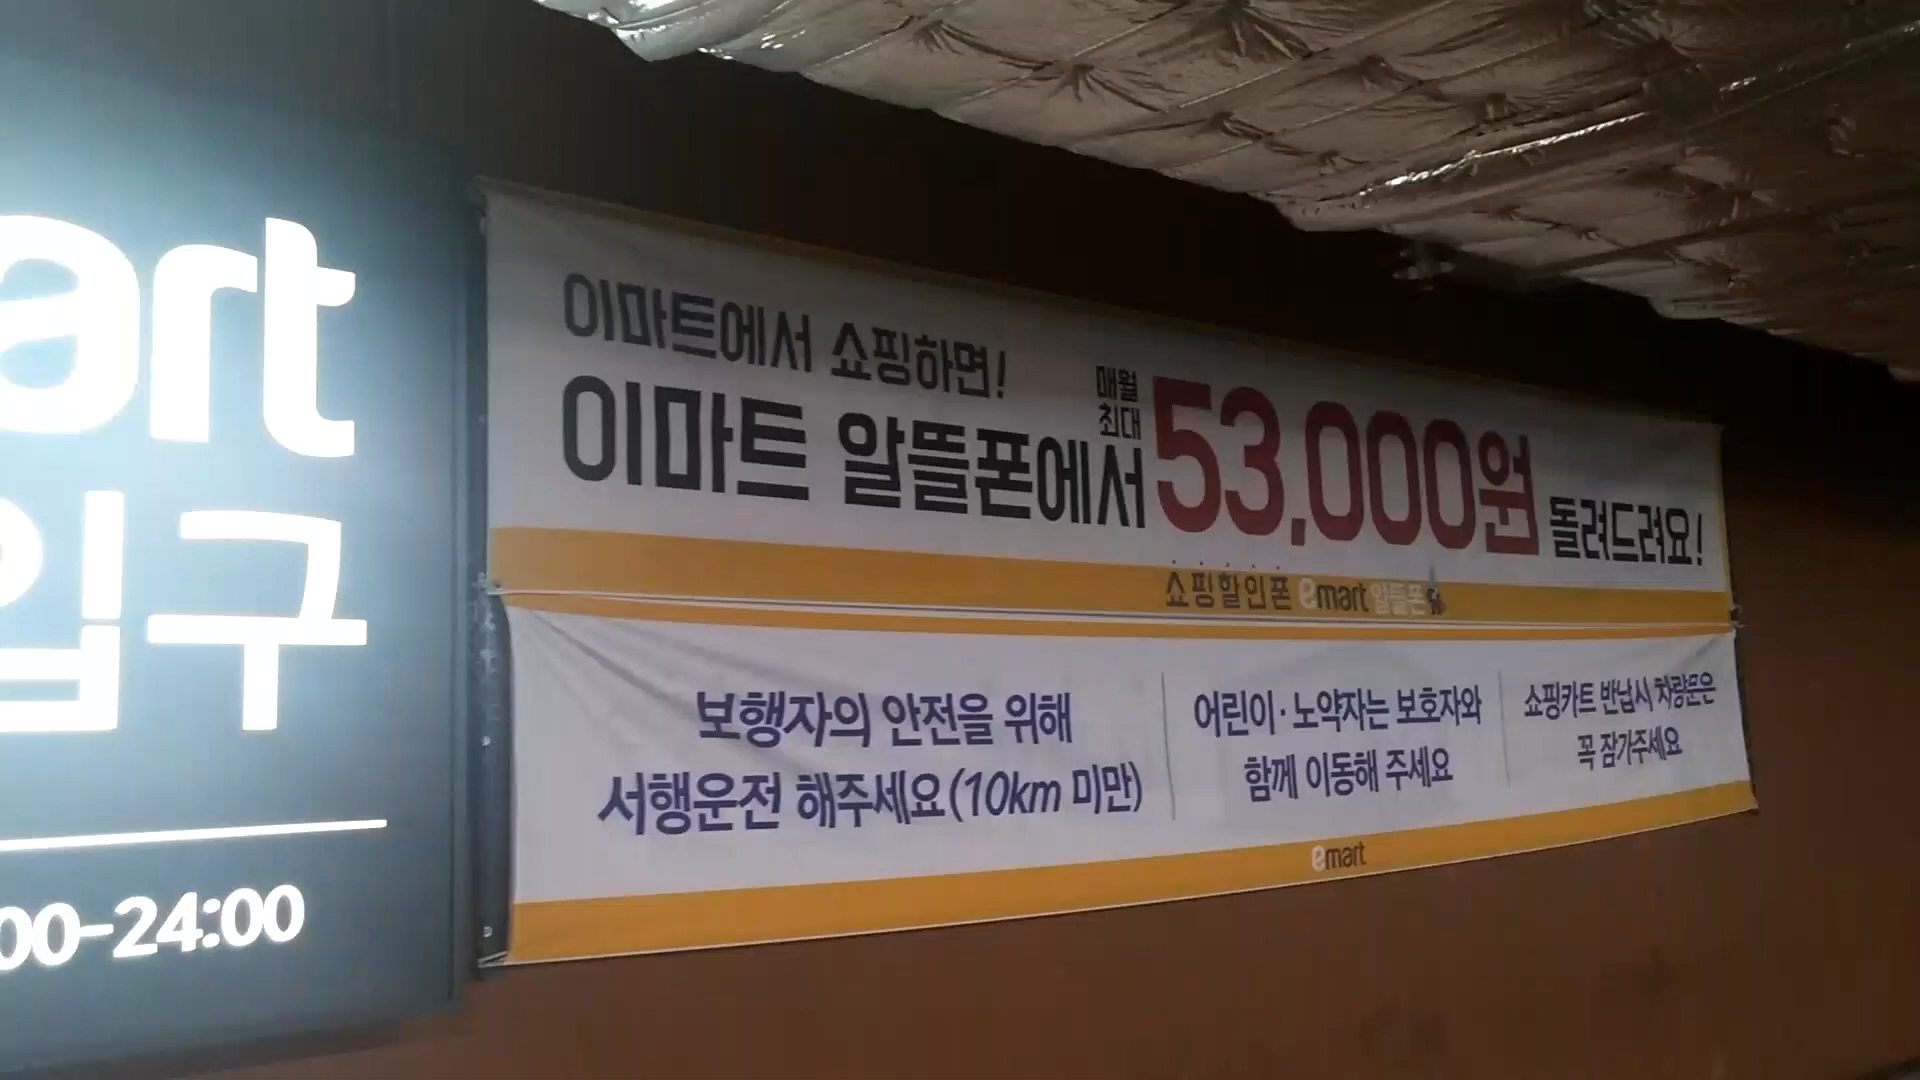 art
입구
00-24:00
이마트에서 쇼핑하면!
이마트 알뜰폰에서 매월 최대 53,000원 돌려드려요!
쇼핑할인폰 emart 알뜰폰
보행자의 안전을 위해
서행운전 해주세요(10km 미만)
어린이·노약자는 보호자와
함께 이동해 주세요
쇼핑카트 반납시 차량문은
꼭 잠가주세요
emart